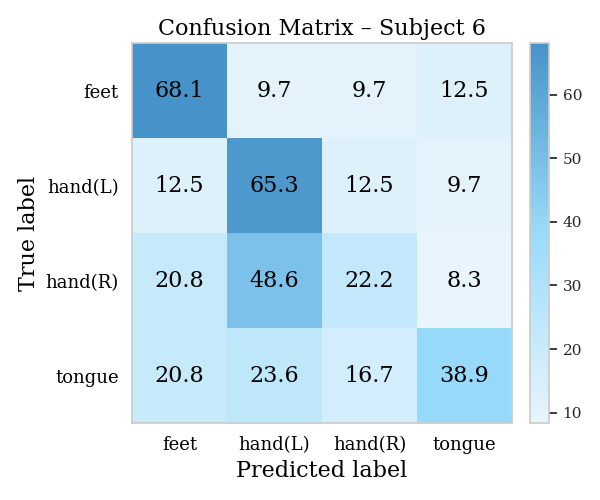 Confusion Matrix – Subject 6
True label
feet 68.1 9.7 9.7 12.5
hand(L) 12.5 65.3 12.5 9.7
hand(R) 20.8 48.6 22.2 8.3
tongue 20.8 23.6 16.7 38.9
feet hand(L) hand(R) tongue
Predicted label
60
50
40
30
20
10